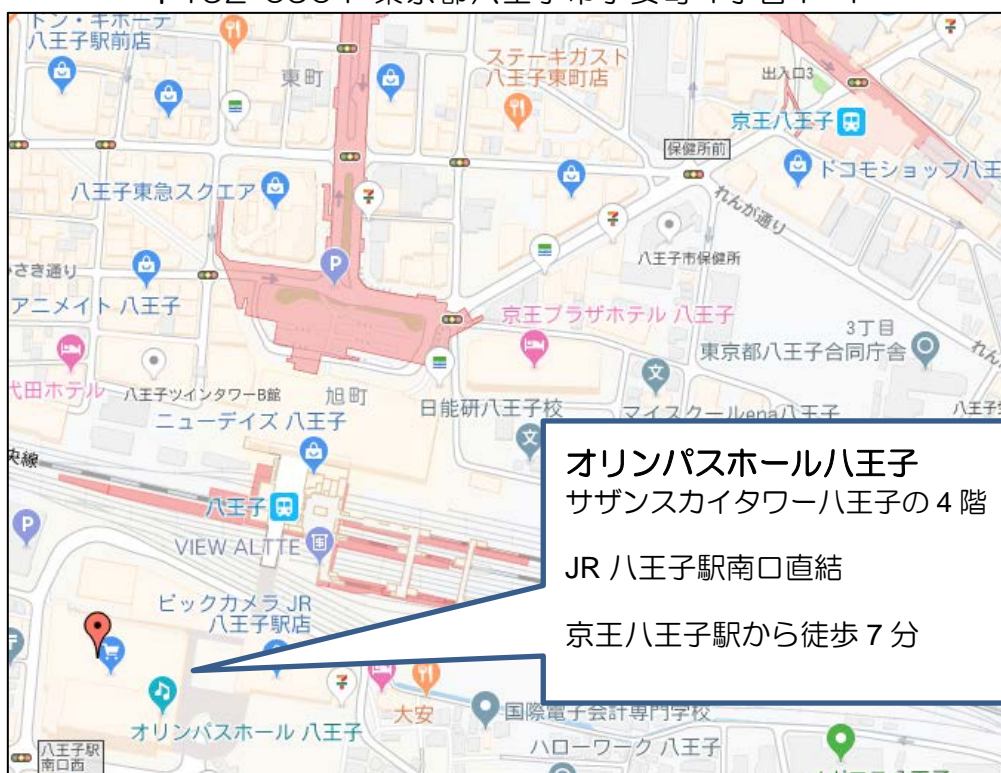 ドン・キホーテ
八王子駅前店
東町
ステーキガスト
八王子東町店
出入口3
京王八王子
保健所前
ドコモショップ八王
八王子東急スクエア
れんが通り
八王子市保健所
P
アニメイト 八王子
京王プラザホテル 八王子
3丁目
東京都八王子合同庁舎
れん
代田ホテル
八王子ツインタワーB館
旭町
日能研八王子校
文
マイスクールena八王子
ニューデイズ 八王子
文
央線
八王子
P
VIEW ALTTE
オリンパスホール八王子
サザンスカイタワー八王子の4階
JR 八王子駅南口直結
京王八王子駅から徒歩7分
ビックカメラ JR
八王子駅店
大安
国際電子会計専門学校
オリンパスホール 八王子
ハローワーク 八王子
八王子駅
南口西